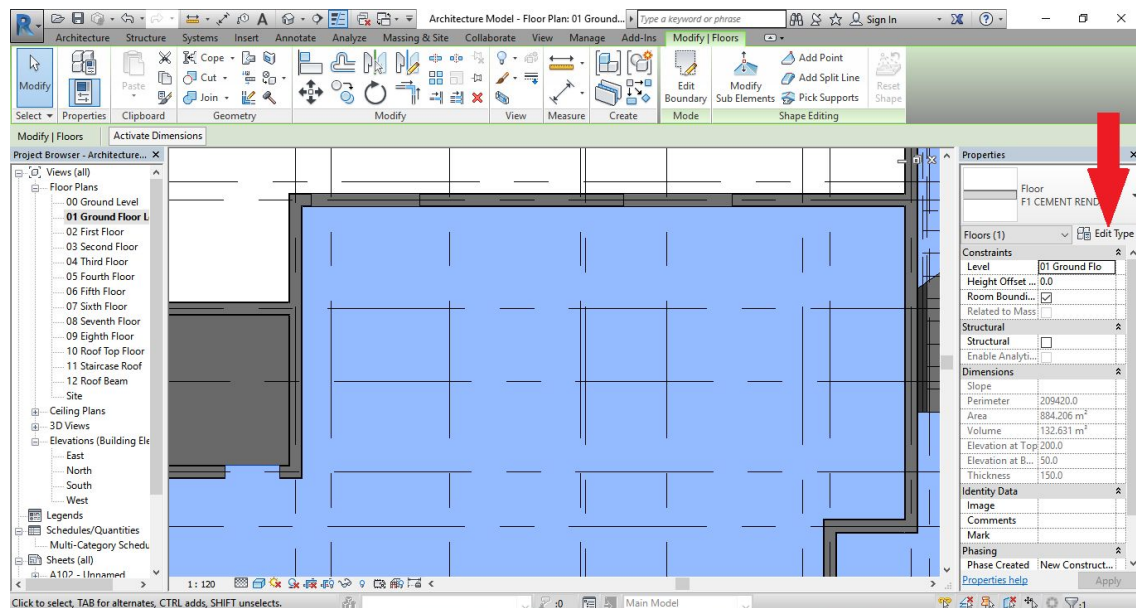 Architecture Model - Floor Plan: 01 Ground... Type a keyword or phrase Sign In
Architecture Structure Systems Insert Annotate Analyze Massing & Site Collaborate View Manage Add-Ins Modify | Floors
Modify Paste Cope Cut Join Edit Boundary Modify Sub Elements Add Point Add Split Line Pick Supports Reset Shape
Select Properties Clipboard Geometry Modify View Measure Create Mode Shape Editing
Modify | Floors Activate Dimensions
Project Browser - Architecture...
Views (all)
Floor Plans
00 Ground Level
01 Ground Floor L
02 First Floor
03 Second Floor
04 Third Floor
05 Fourth Floor
06 Fifth Floor
07 Sixth Floor
08 Seventh Floor
09 Eighth Floor
10 Roof Top Floor
11 Staircase Roof
12 Roof Beam
Site
Ceiling Plans
3D Views
Elevations (Building Ele
East
North
South
West
Legends
Schedules/Quantities
Multi-Category Schedu
Sheets (all)
A102 - Unnamed
1 : 120
Properties
Floor
F1 CEMENT REND
Floors (1) Edit Type
Constraints
Level 01 Ground Flo
Height Offset ... 0.0
Room Boundi...
Related to Mass
Structural
Structural
Enable Analyti...
Dimensions
Slope
Perimeter 209420.0
Area 884.206 m²
Volume 132.631 m³
Elevation at Top 200.0
Elevation at B... 50.0
Thickness 150.0
Identity Data
Image
Comments
Mark
Phasing
Phase Created New Construct...
Properties help Apply
Click to select, TAB for alternates, CTRL adds, SHIFT unselects. :0 Main Model :1